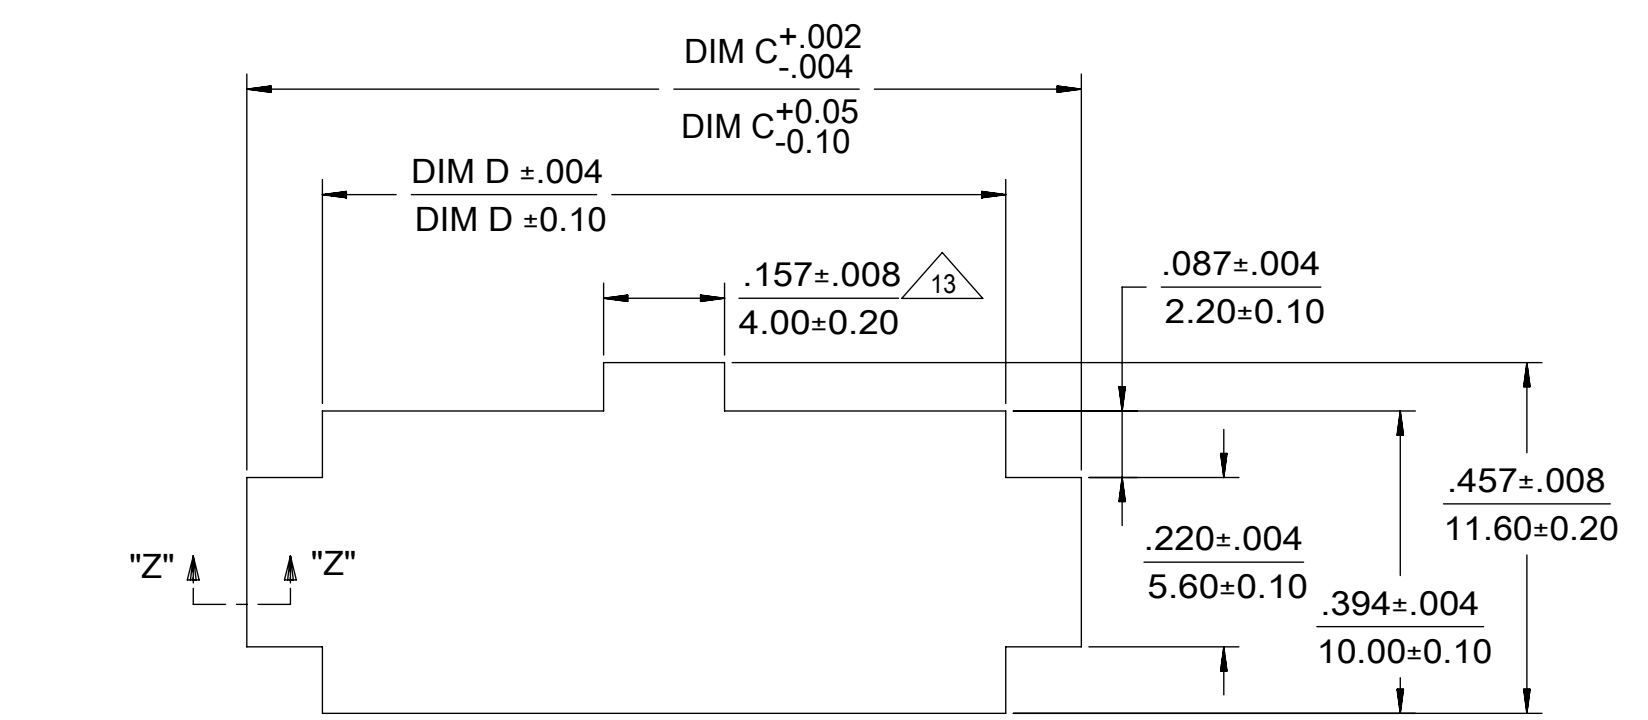 DIM C +.002
-.004
DIM C +0.05
-0.10
DIM D ±.004
DIM D ±0.10
.157±.008 13
4.00±0.20
.087±.004
2.20±0.10
.457±.008
11.60±0.20
.220±.004
5.60±0.10
"Z" "Z"
.394±.004
10.00±0.10